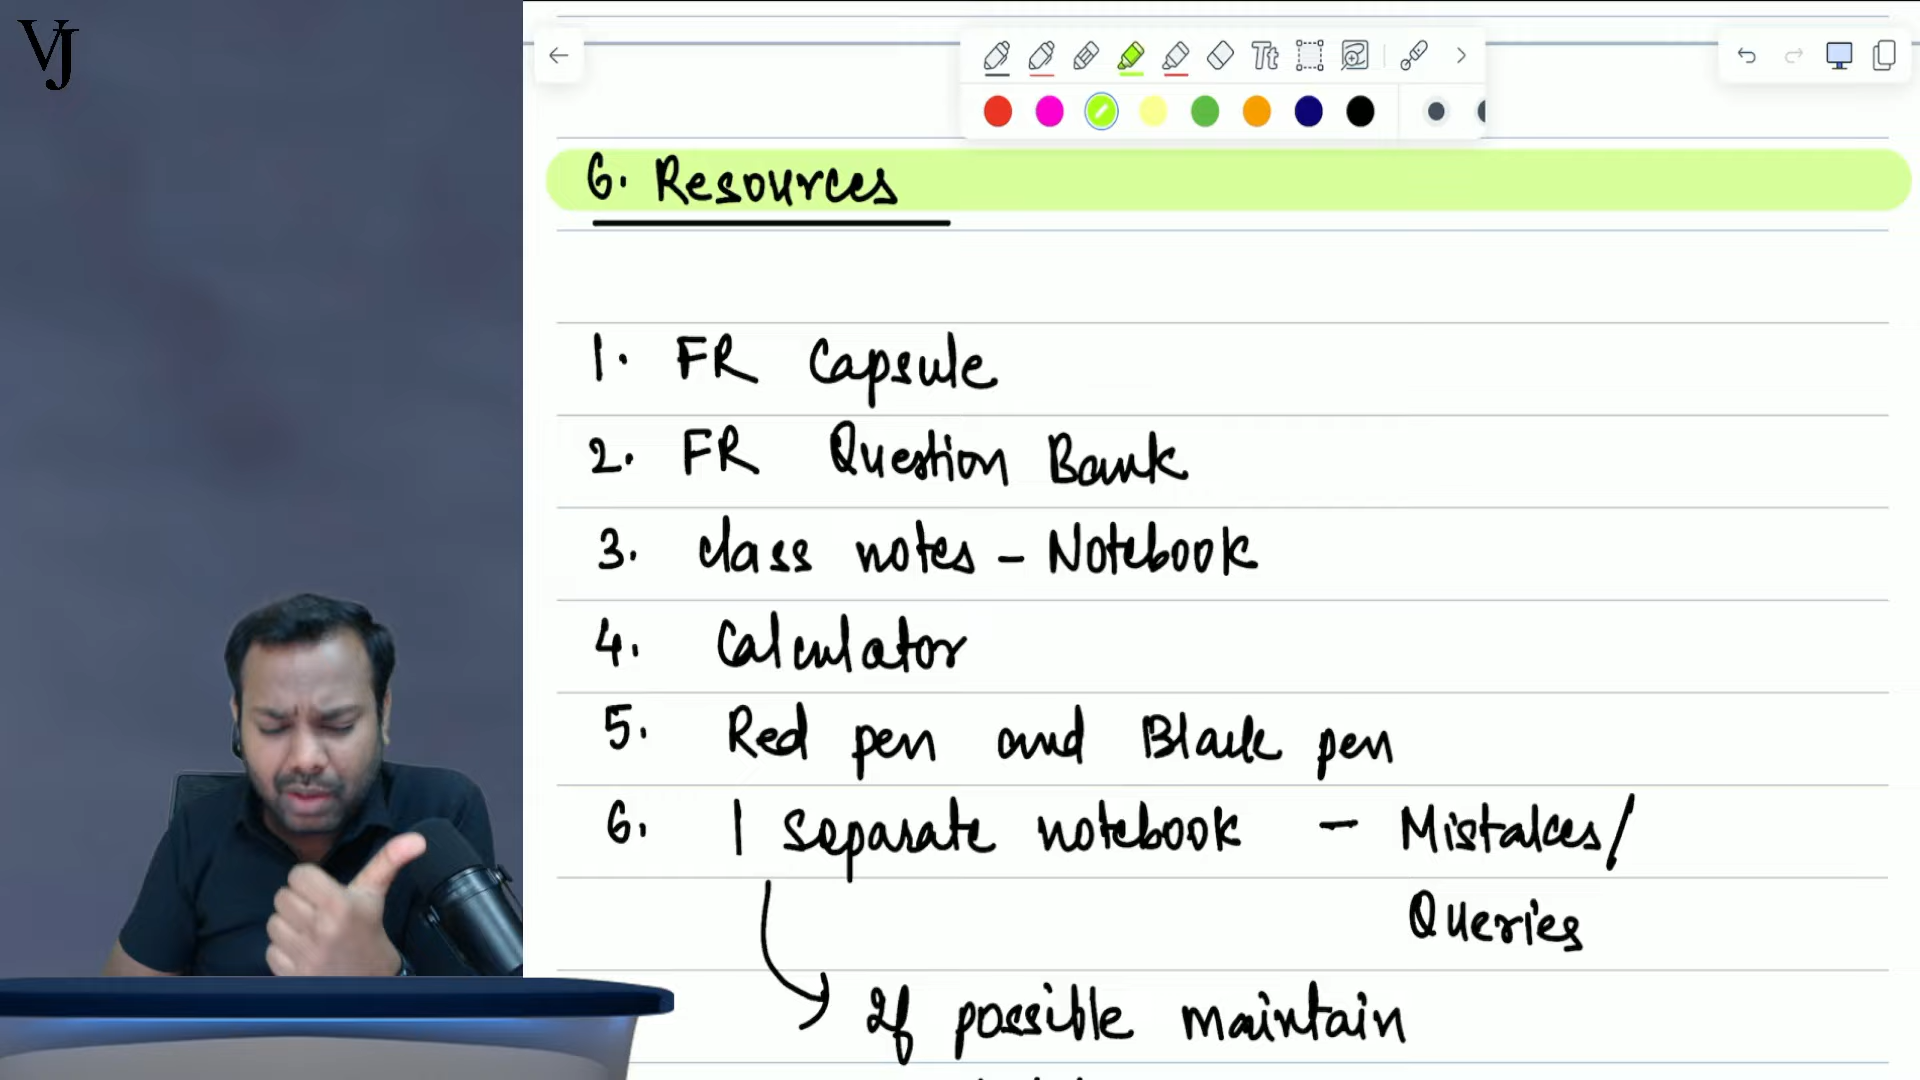 VJ
Tt
6. Resources
1. FR Capsule
2. FR Question Bank
3. class notes - Notebook
4. Calculator
5. Red pen and Black pen
6. 1 separate notebook - Mistakes/
Queries
If possible maintain